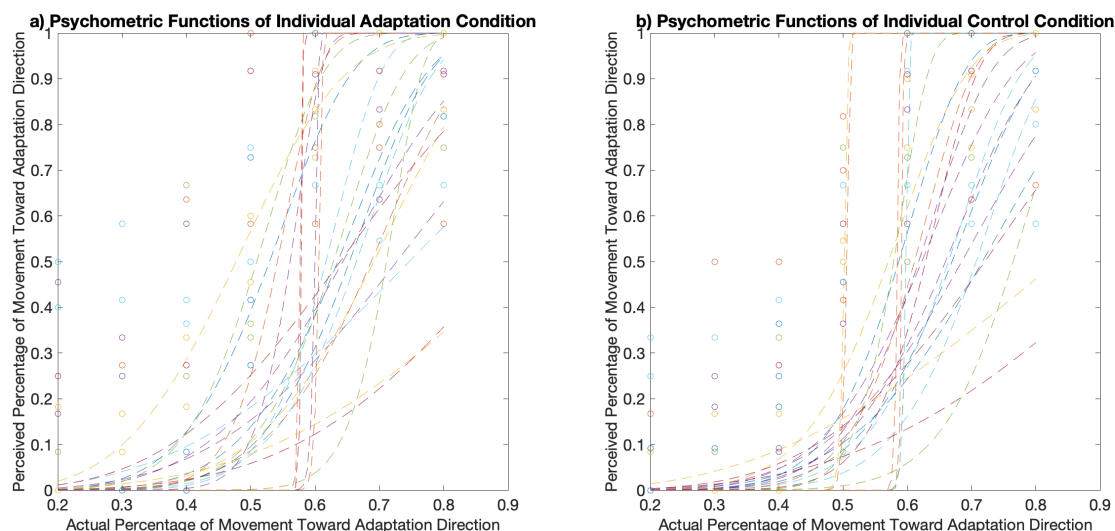 a) Psychometric Functions of Individual Adaptation Condition
1
0.9
0.8
0.7
0.6
0.5
0.4
0.3
0.2
0.1
0
Perceived Percentage of Movement Toward Adaptation Direction
0.2 0.3 0.4 0.5 0.6 0.7 0.8 0.9
Actual Percentage of Movement Toward Adaptation Direction
b) Psychometric Functions of Individual Control Condition
1
0.9
0.8
0.7
0.6
0.5
0.4
0.3
0.2
0.1
0
Perceived Percentage of Movement Toward Adaptation Direction
0.2 0.3 0.4 0.5 0.6 0.7 0.8 0.9
Actual Percentage of Movement Toward Adaptation Direction